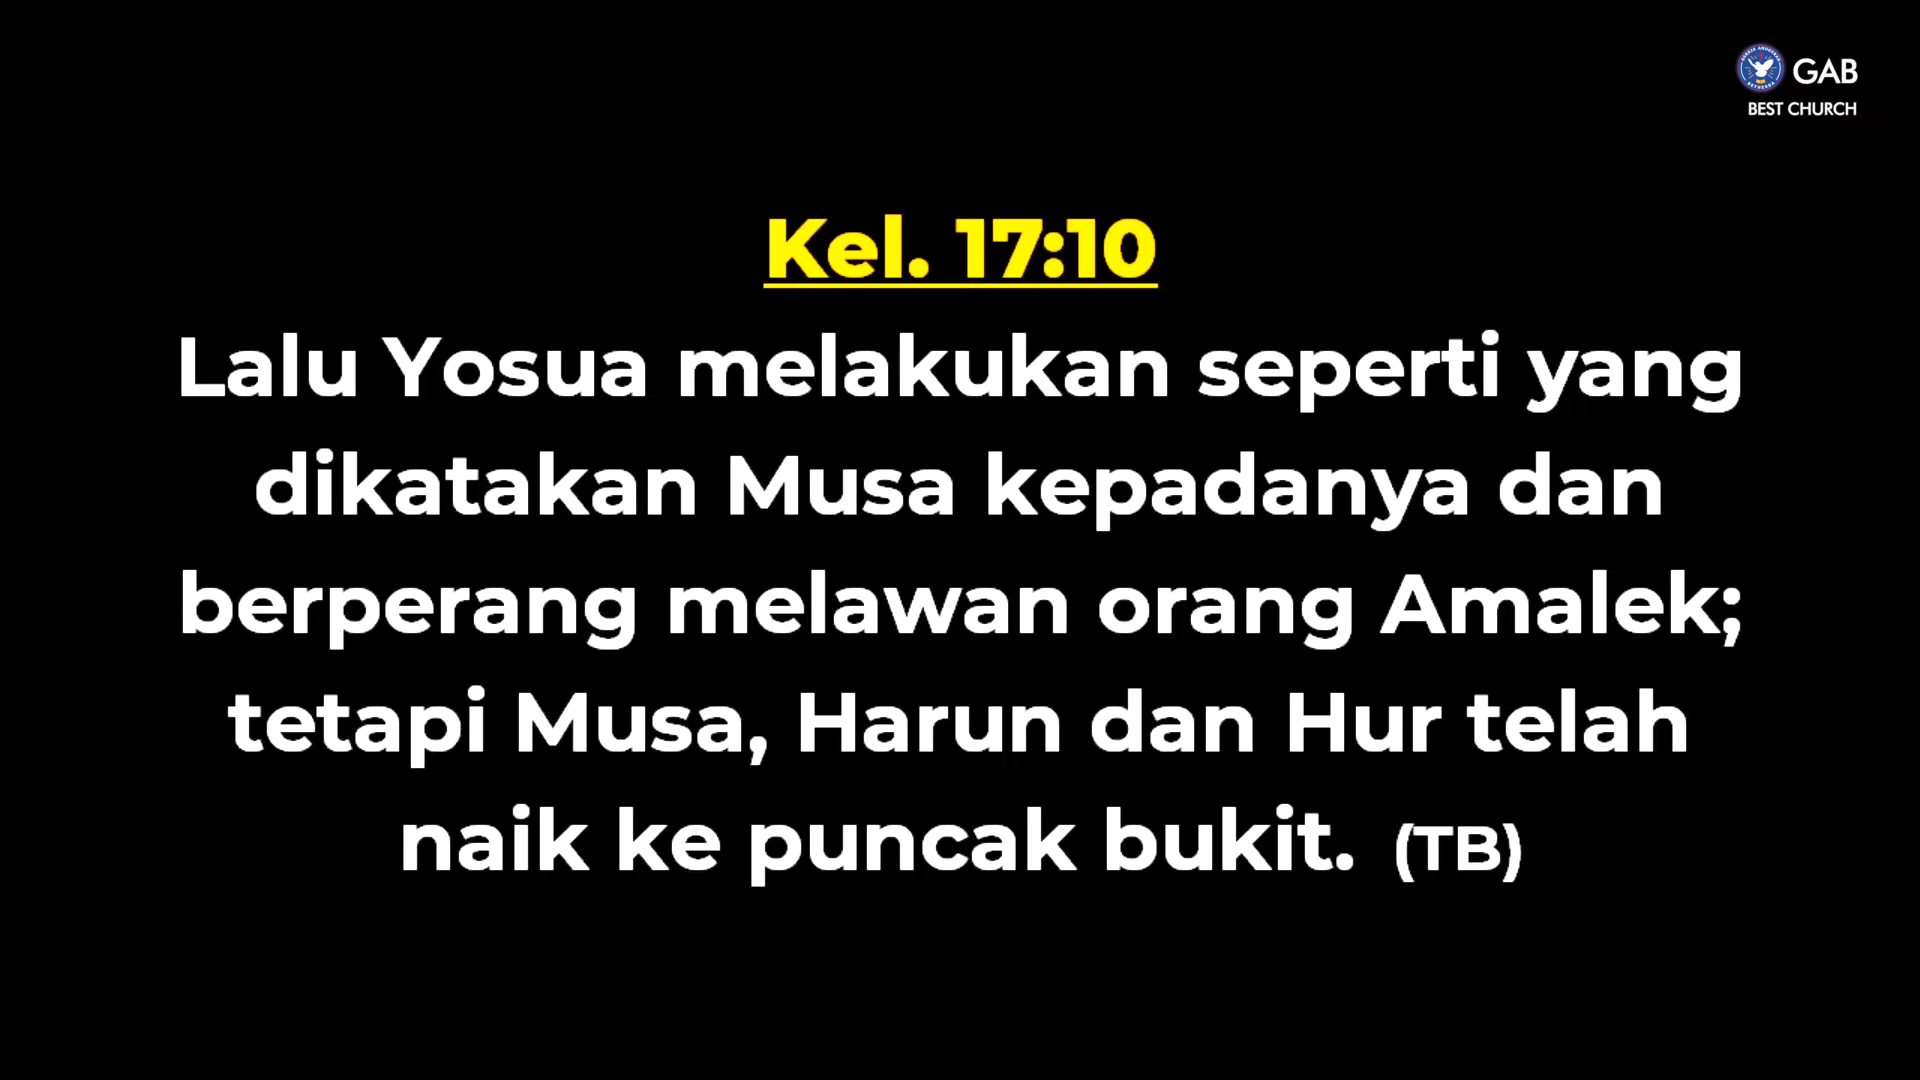 GAB
BEST CHURCH
Kel. 17:10
Lalu Yosua melakukan seperti yang
dikatakan Musa kepadanya dan
berperang melawan orang Amalek;
tetapi Musa, Harun dan Hur telah
naik ke puncak bukit. (TB)